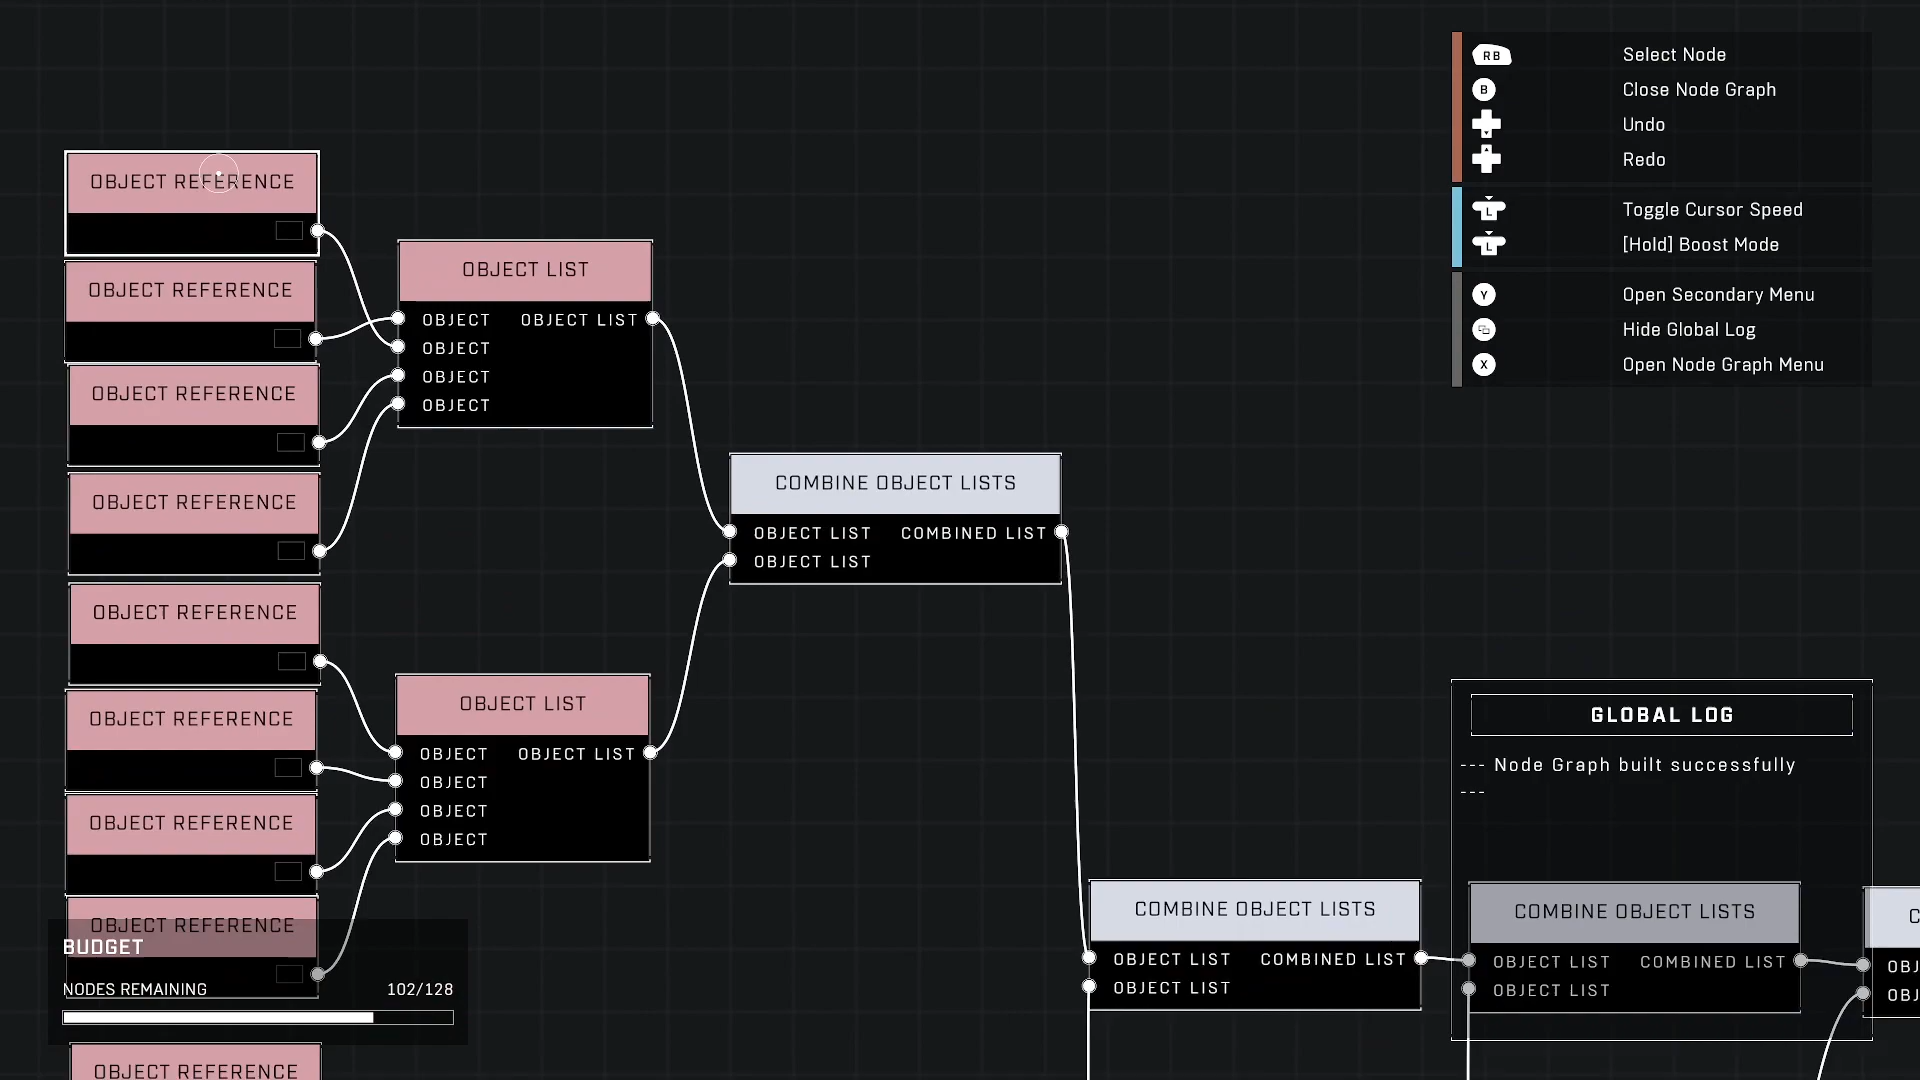 OBJECT REFERENCE
OBJECT REFERENCE
OBJECT REFERENCE
OBJECT REFERENCE
OBJECT REFERENCE
OBJECT REFERENCE
OBJECT REFERENCE
OBJECT REFERENCE
OBJECT REFERENCE
BUDGET
NODES REMAINING 102/128
OBJECT LIST
OBJECT OBJECT LIST
OBJECT
OBJECT
OBJECT
OBJECT LIST
OBJECT OBJECT LIST
OBJECT
OBJECT
OBJECT
COMBINE OBJECT LISTS
OBJECT LIST COMBINED LIST
OBJECT LIST
COMBINE OBJECT LISTS
OBJECT LIST COMBINED LIST
OBJECT LIST
RB Select Node
B Close Node Graph
Undo
Redo
L Toggle Cursor Speed
L [Hold] Boost Mode
Y Open Secondary Menu
Hide Global Log
X Open Node Graph Menu
GLOBAL LOG
--- Node Graph built successfully
---
COMBINE OBJECT LISTS
OBJECT LIST COMBINED LIST
OBJECT LIST
C
OBJ
OBJ